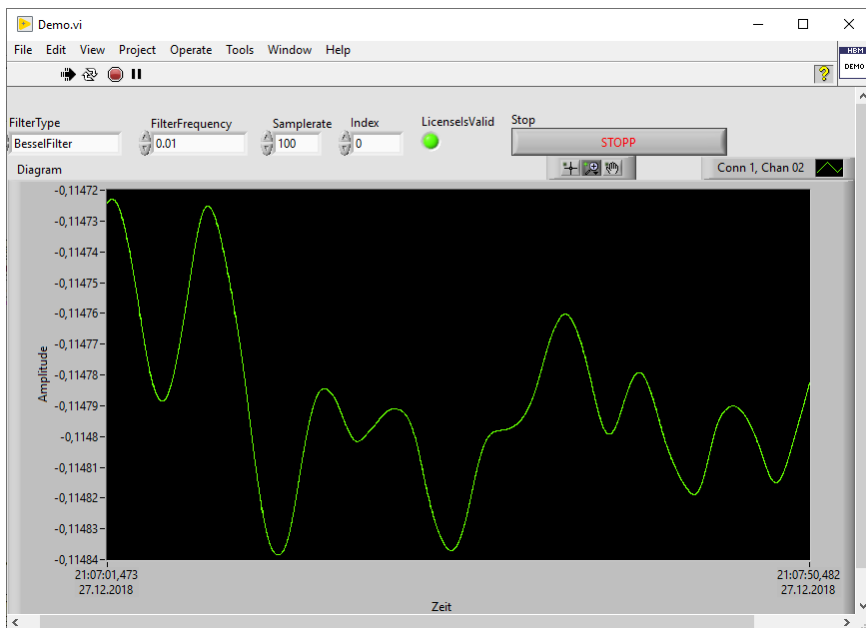 Demo.vi
File Edit View Project Operate Tools Window Help
HBM
DEMO
FilterType FilterFrequency Samplerate Index LicenseIsValid Stop
BesselFilter 0.01 100 0 STOPP
Diagram Conn 1, Chan 02
-0,11472
-0,11473
-0,11474
-0,11475
-0,11476
-0,11477
-0,11478
-0,11479
-0,1148
-0,11481
-0,11482
-0,11483
-0,11484
Amplitude
21:07:01,473 21:07:50,482
27.12.2018 27.12.2018
Zeit